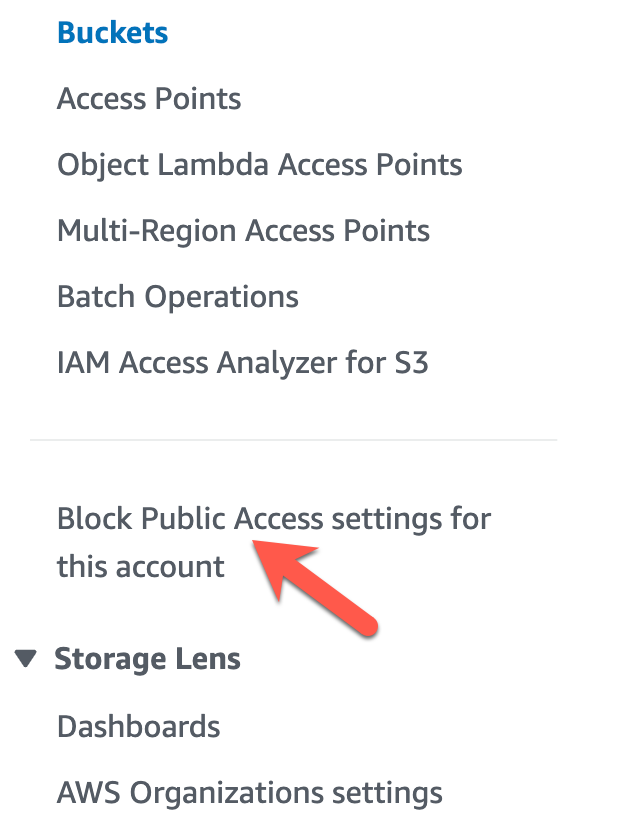 Buckets
Access Points
Object Lambda Access Points
Multi-Region Access Points
Batch Operations
IAM Access Analyzer for S3
Block Public Access settings for
this account
Storage Lens
Dashboards
AWS Organizations settings